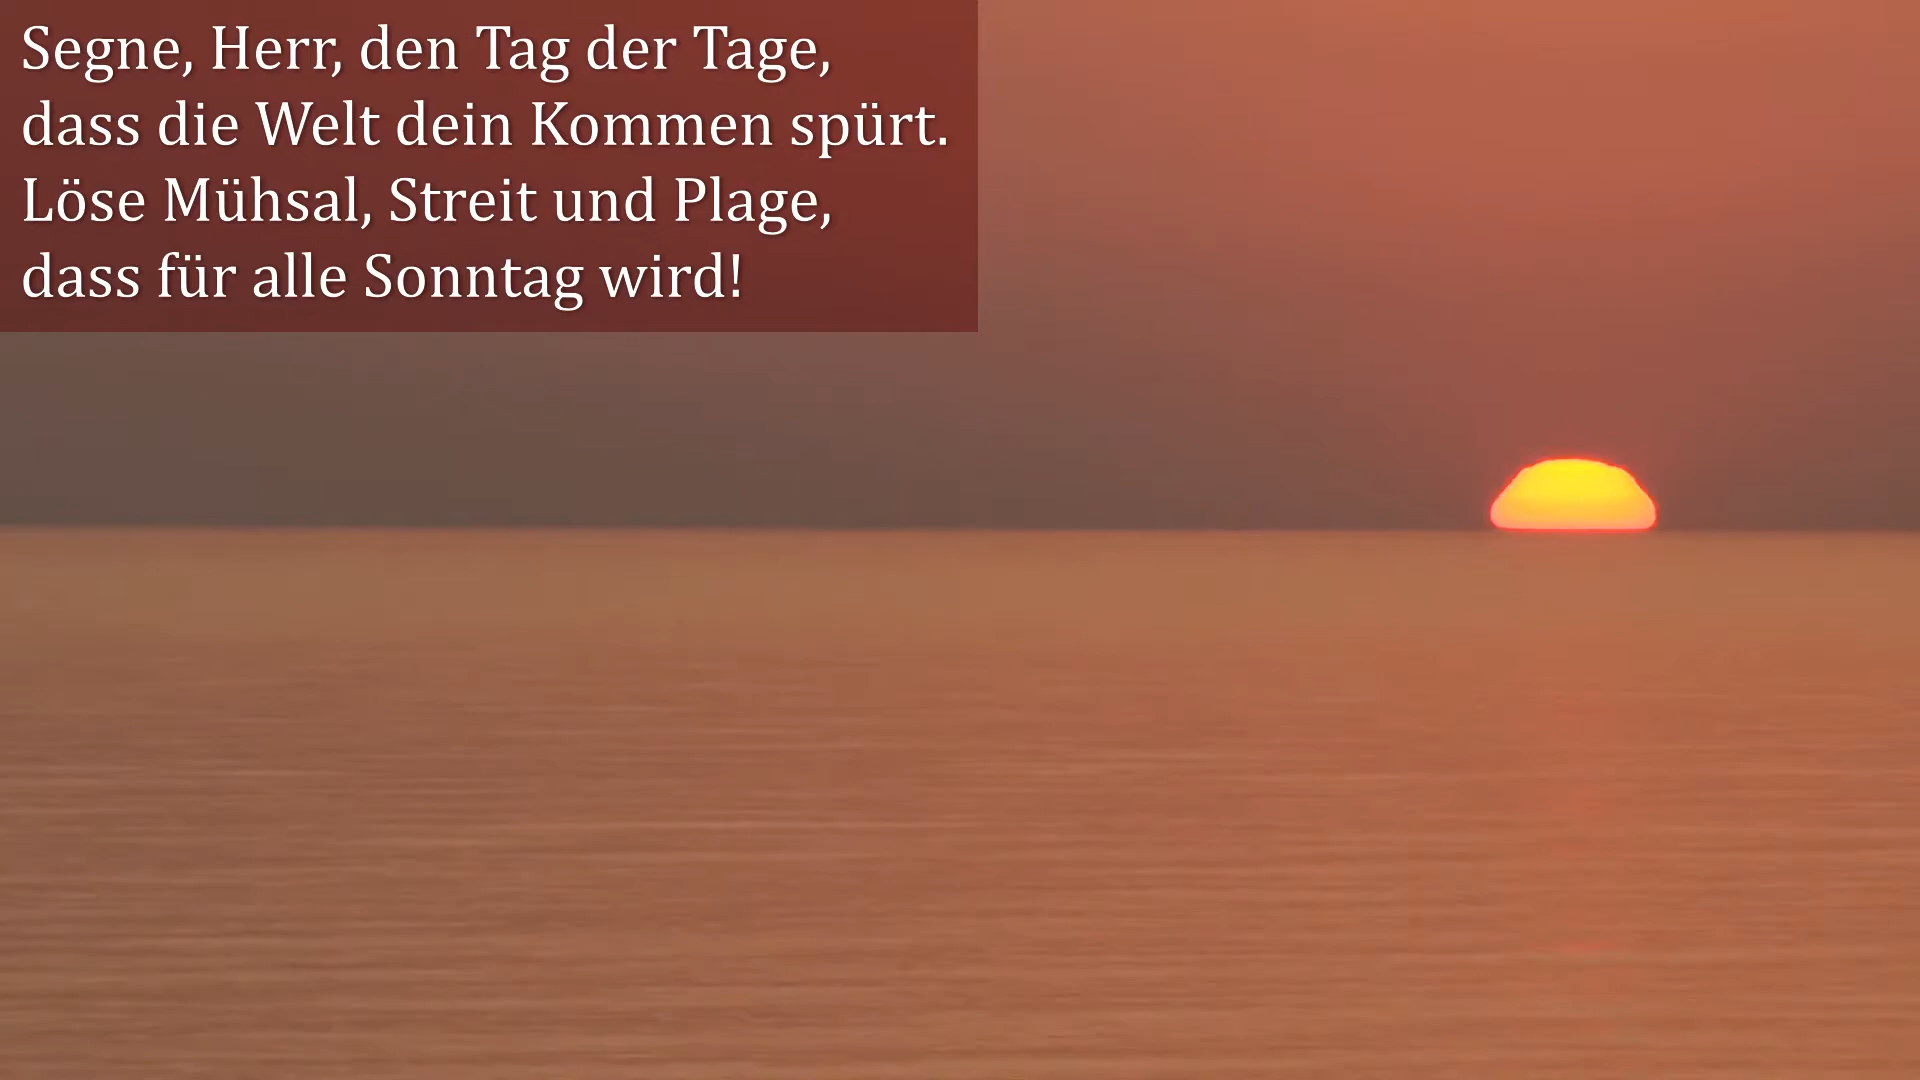 Segne, Herr, den Tag der Tage,
dass die Welt dein Kommen spürt.
Löse Mühsal, Streit und Plage,
dass für alle Sonntag wird!